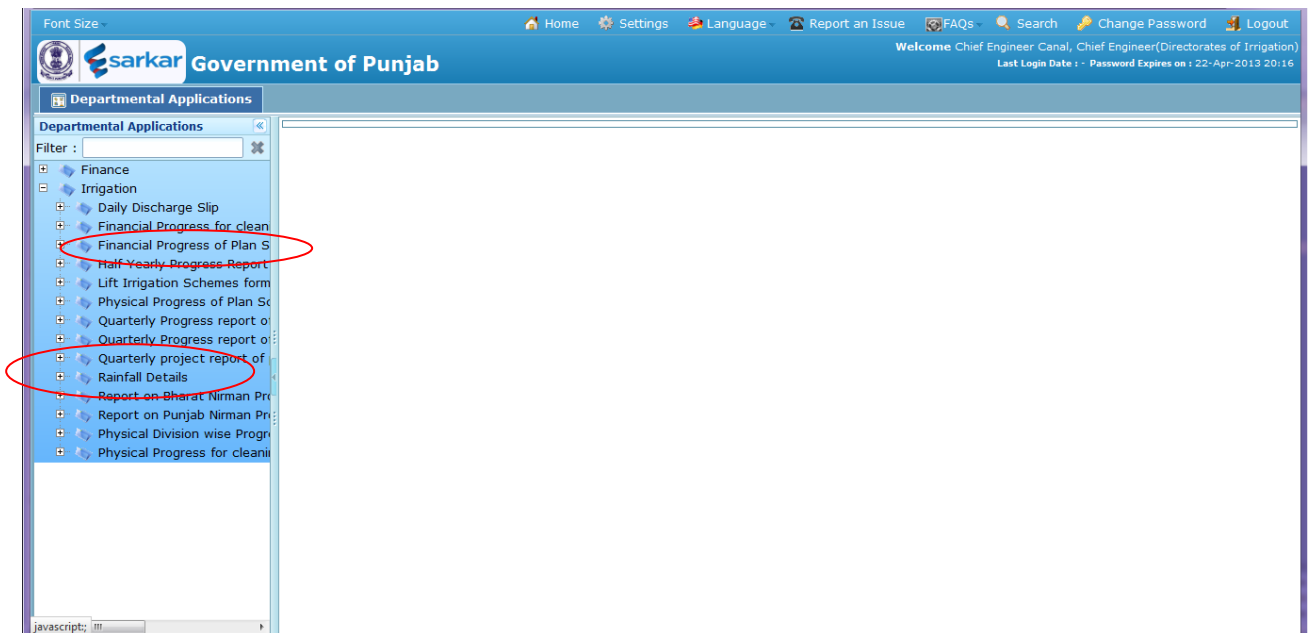 Font Size Home Settings Language Report an Issue FAQs Search Change Password Logout
esarkar Government of Punjab
Welcome Chief Engineer Canal, Chief Engineer(Directorates of Irrigation)
Last Login Date : - Password Expires on : 22-Apr-2013 20:16
Departmental Applications
Departmental Applications
Filter :
Finance
Irrigation
Daily Discharge Slip
Financial Progress for clean
Financial Progress of Plan S
Half Yearly Progress Report
Lift Irrigation Schemes form
Physical Progress of Plan Sc
Quarterly Progress report of
Quarterly Progress report of
Quarterly project report of
Rainfall Details
Report on Bharat Nirman Pro
Report on Punjab Nirman Pro
Physical Division wise Progre
Physical Progress for cleanin
javascript:;